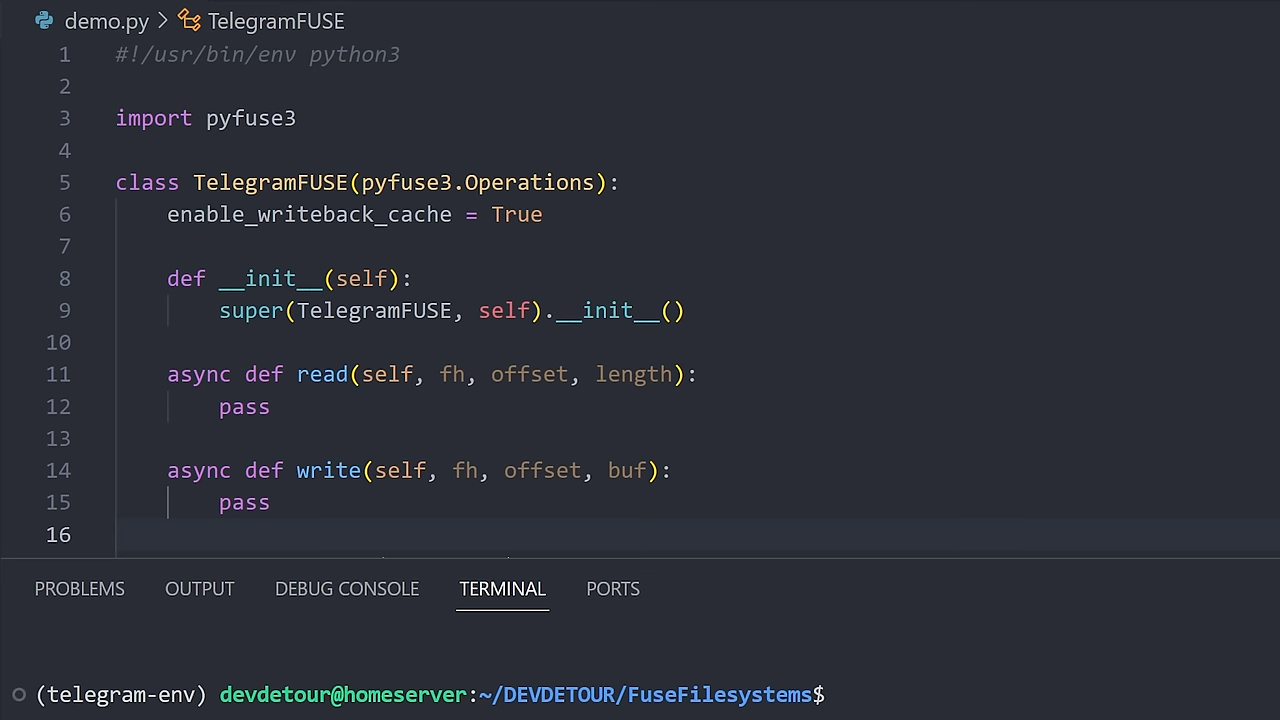 demo.py > TelegramFUSE
1 #!/usr/bin/env python3
2
3 import pyfuse3
4
5 class TelegramFUSE(pyfuse3.Operations):
6 enable_writeback_cache = True
7
8 def __init__(self):
9 super(TelegramFUSE, self).__init__()
10
11 async def read(self, fh, offset, length):
12 pass
13
14 async def write(self, fh, offset, buf):
15 pass
16
PROBLEMS OUTPUT DEBUG CONSOLE TERMINAL PORTS
(telegram-env) devdetour@homeserver:~/DEVDETOUR/FuseFilesystems$